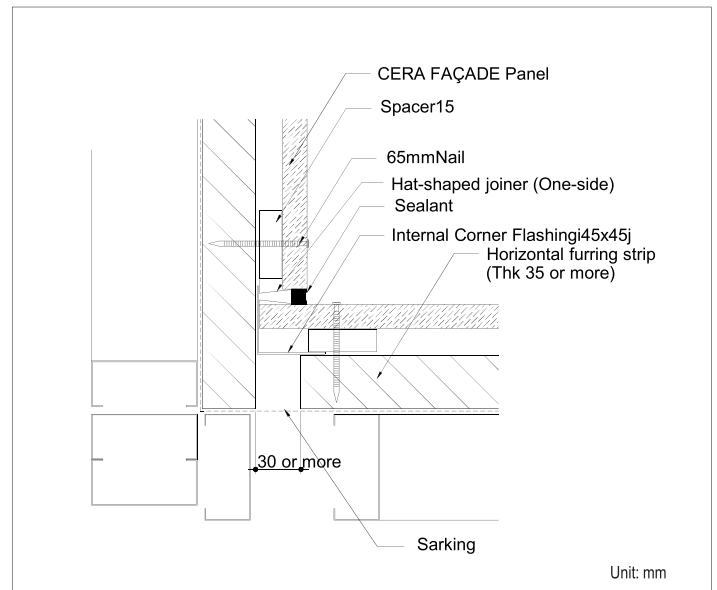 CERA FAÇADE Panel
Spacer15
65mmNail
Hat-shaped joiner (One-side)
Sealant
Internal Corner Flashingi45x45j
Horizontal furring strip
(Thk 35 or more)
30 or more
Sarking
Unit: mm